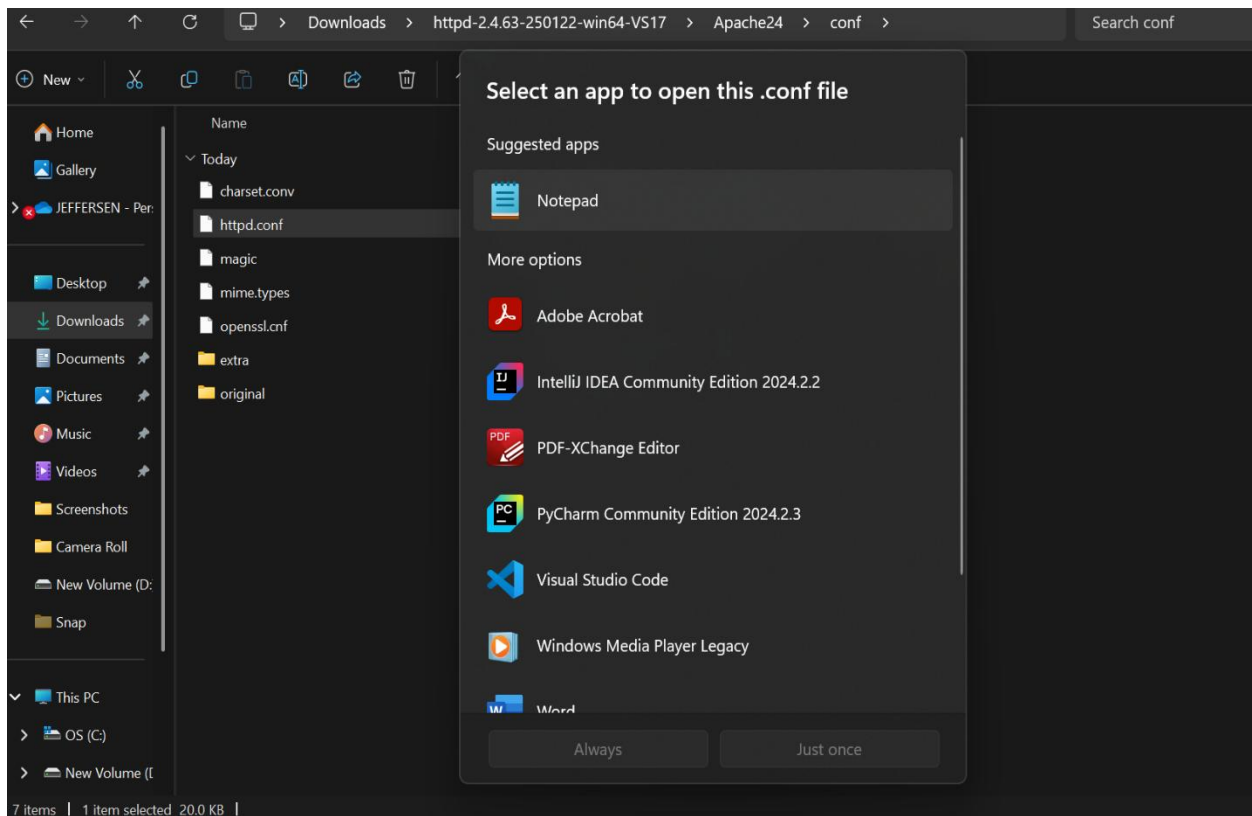 Downloads > httpd-2.4.63-250122-win64-VS17 > Apache24 > conf >
Search conf
New
Select an app to open this .conf file
Home
Gallery
JEFFERSEN - Per
Desktop
Downloads
Documents
Pictures
Music
Videos
Screenshots
Camera Roll
New Volume (D:
Snap
This PC
OS (C:)
New Volume (D
Name
Today
charset.conv
httpd.conf
magic
mime.types
openssl.cnf
extra
original
Suggested apps
Notepad
More options
Adobe Acrobat
IntelliJ IDEA Community Edition 2024.2.2
PDF-XChange Editor
PyCharm Community Edition 2024.2.3
Visual Studio Code
Windows Media Player Legacy
Word
Always
Just once
7 items | 1 item selected 20.0 KB |